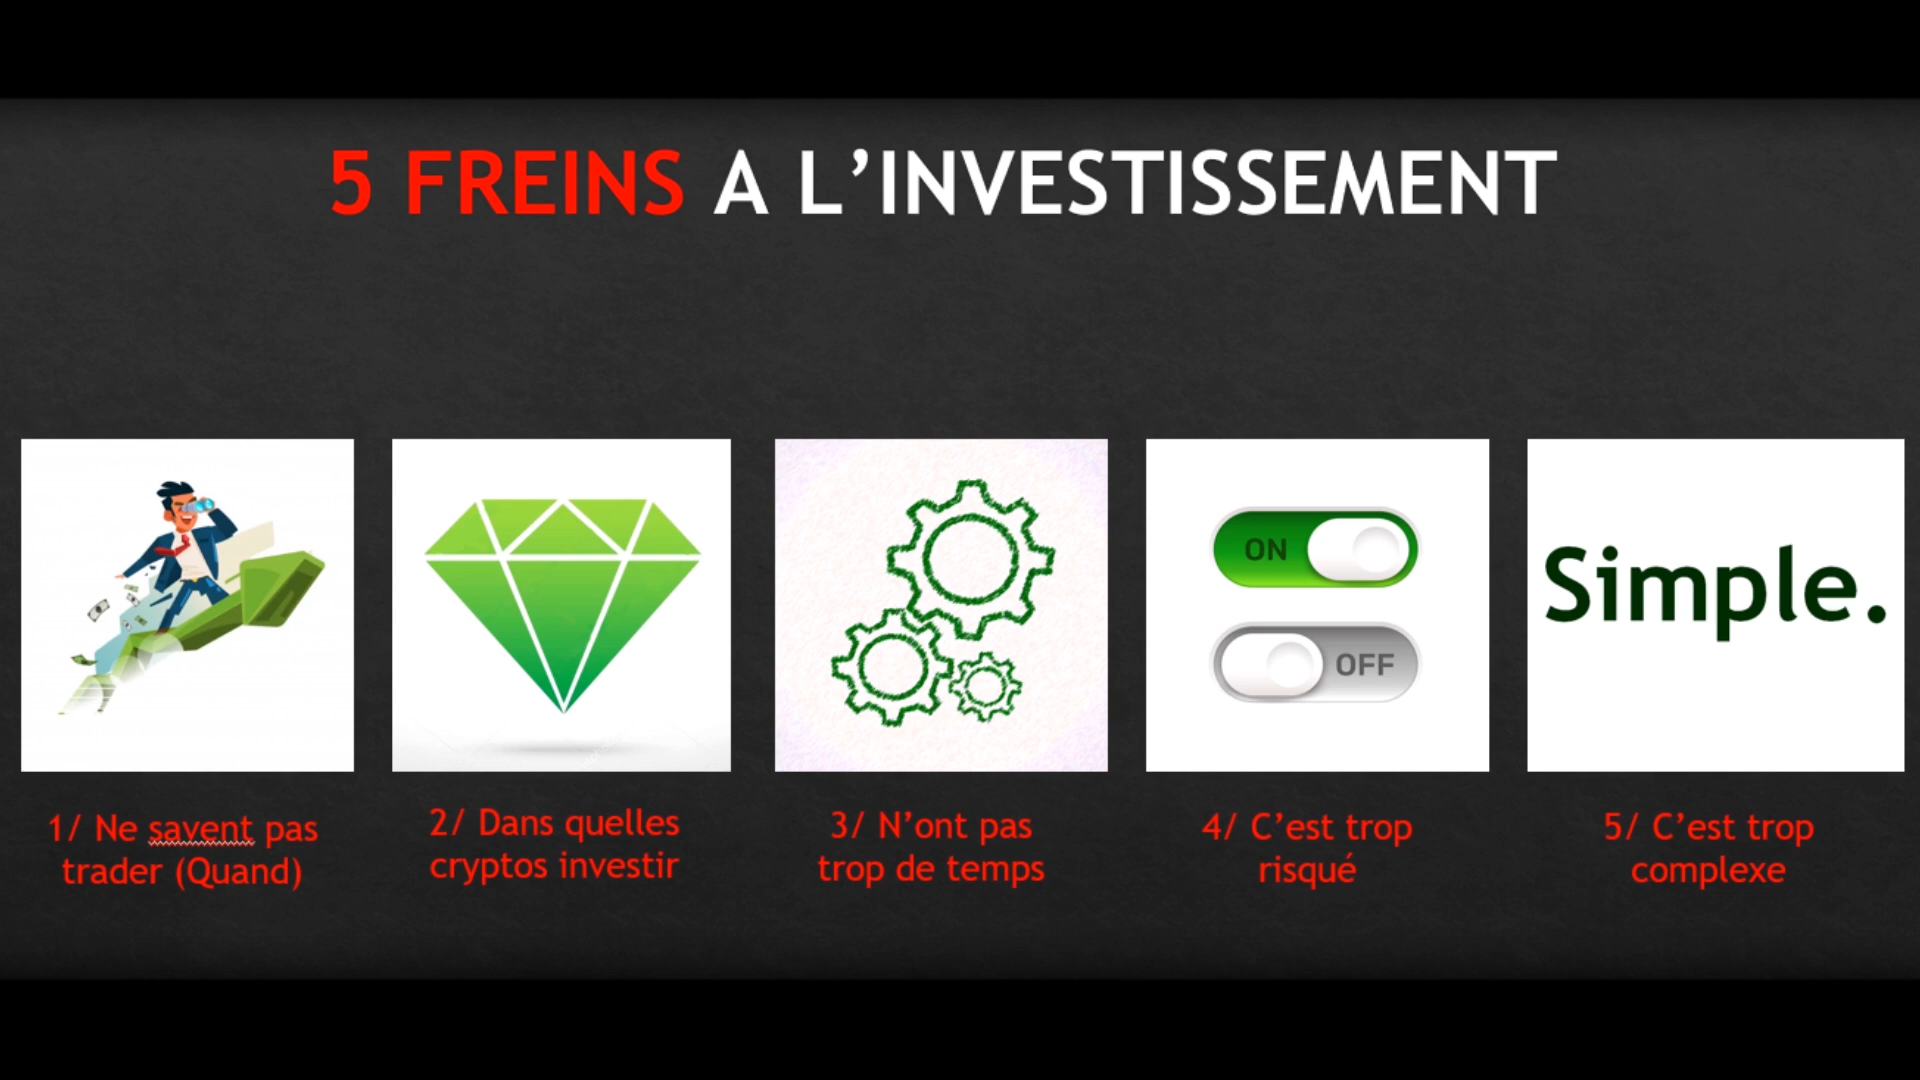 5 FREINS A L’INVESTISSEMENT
ON
OFF
Simple.
1/ Ne savent pas
trader (Quand)
2/ Dans quelles
cryptos investir
3/ N’ont pas
trop de temps
4/ C’est trop
risqué
5/ C’est trop
complexe